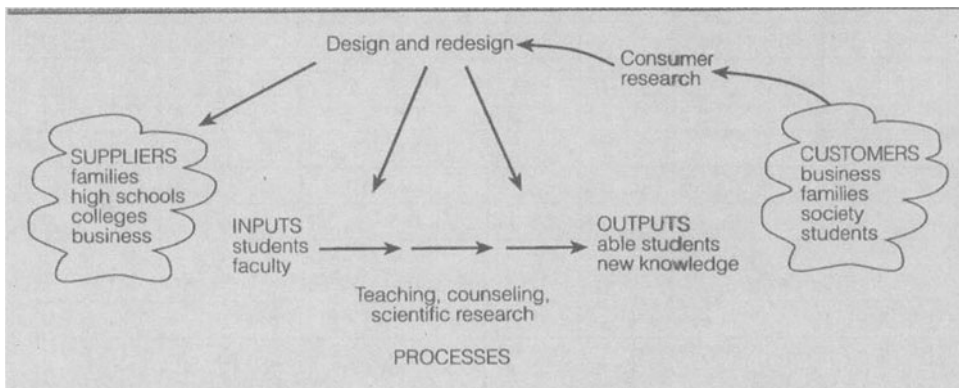 Design and redesign
Consumer
research
SUPPLIERS
families
high schools
colleges
business
CUSTOMERS
business
families
society
students
INPUTS
students
faculty
OUTPUTS
able students
new knowledge
Teaching, counseling,
scientific research
PROCESSES